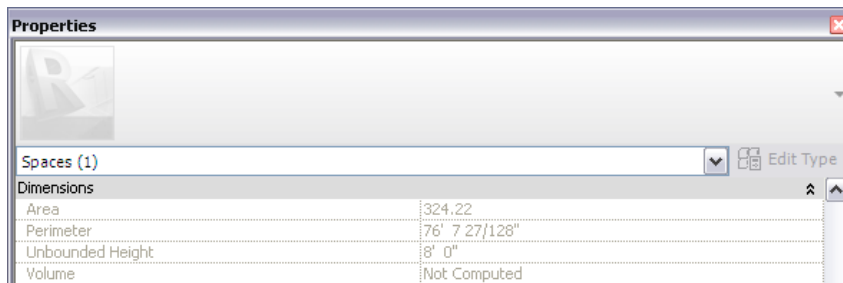 Properties
Spaces (1)
Edit Type
Dimensions
Area 324.22
Perimeter 76' 7 27/128"
Unbounded Height 8' 0"
Volume Not Computed